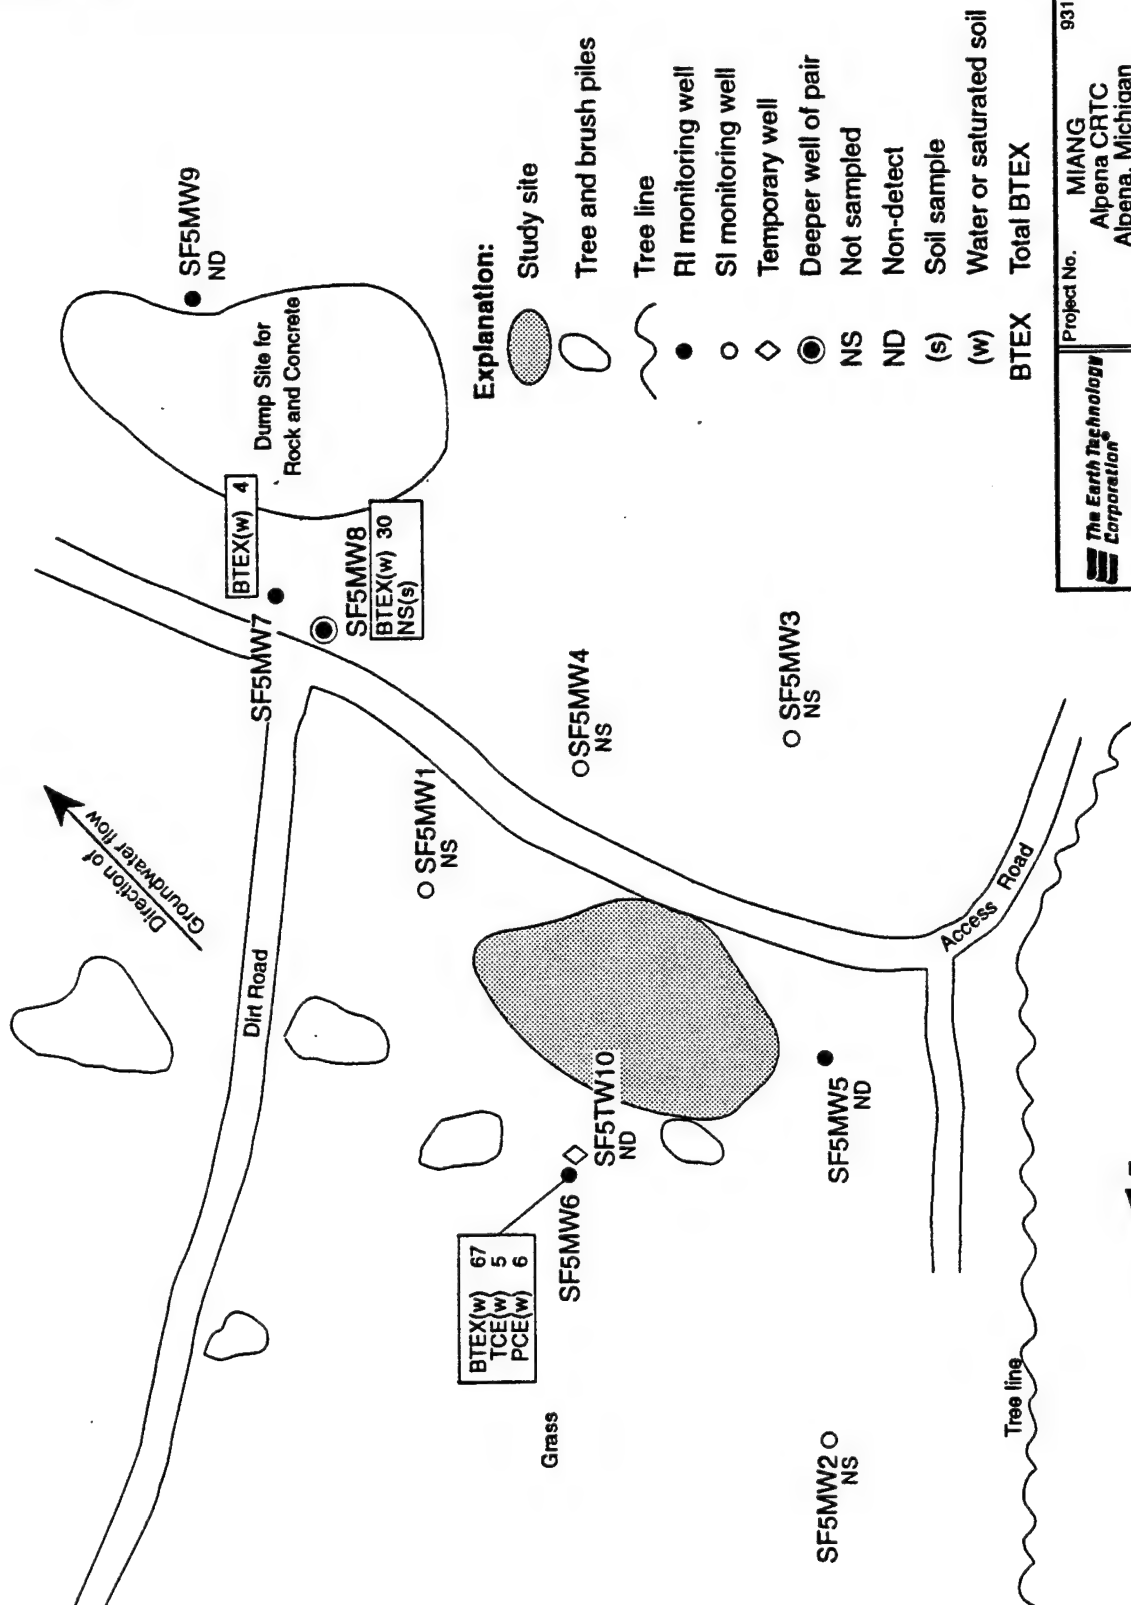 Direction of
Groundwater flow
Dirt Road
SF5MW7
BTEX(w) 4
SF5MW9
ND
Dump Site for
Rock and Concrete
SF5MW8
BTEX(w) 30
NS(s)
SF5MW1
NS
SF5MW4
NS
SF5MW3
NS
BTEX(w) 67
TCE(w) 5
PCE(w) 6
SF5MW6
SF5TW10
ND
Grass
SF5MW5
ND
SF5MW2
NS
Access Road
Tree line
Explanation:
Study site
Tree and brush piles
Tree line
RI monitoring well
SI monitoring well
Temporary well
Deeper well of pair
NS Not sampled
ND Non-detect
(s) Soil sample
(w) Water or saturated soil
BTEX Total BTEX
The Earth Technology
Corporation®
Project No. 931
MIANG
Alpena CRTC
Alpena, Michigan